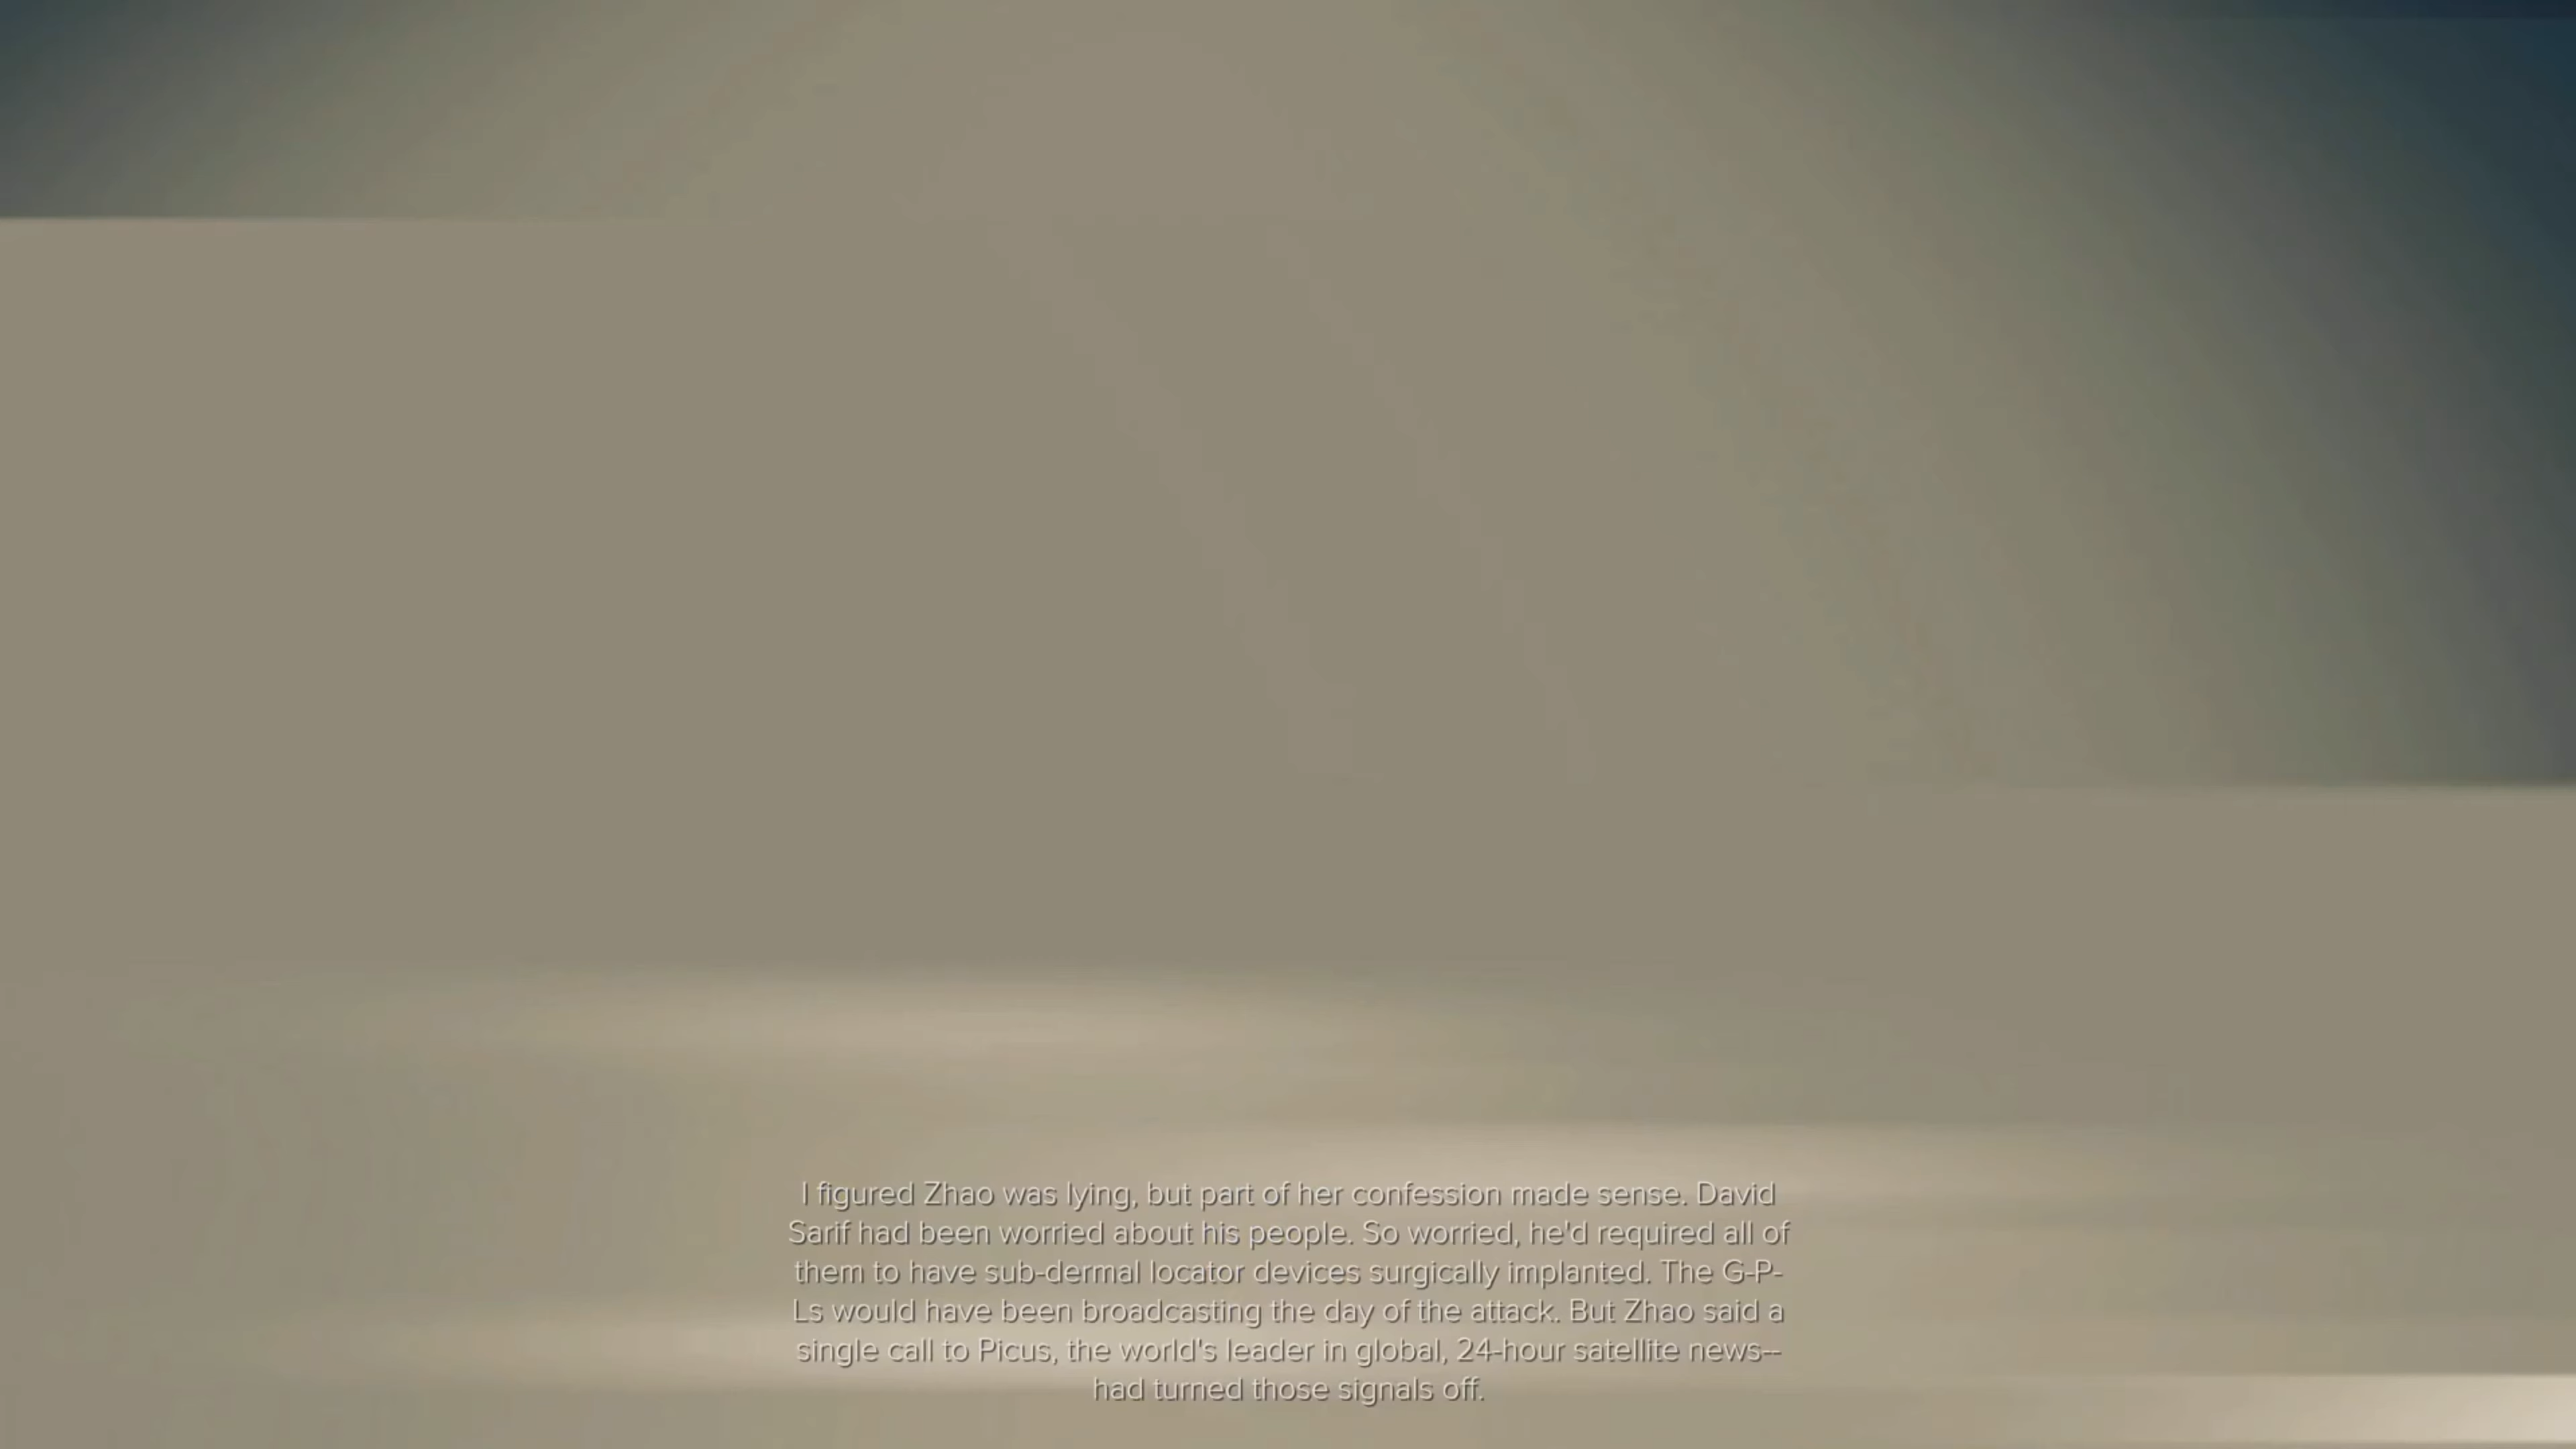 I figured Zhao was lying, but part of her confession made sense. David
Sarif had been worried about his people. So worried, he'd required all of
them to have sub-dermal locator devices surgically implanted. The G-P-
Ls would have been broadcasting the day of the attack. But Zhao said a
single call to Picus, the world's leader in global, 24-hour satellite news--
had turned those signals off.